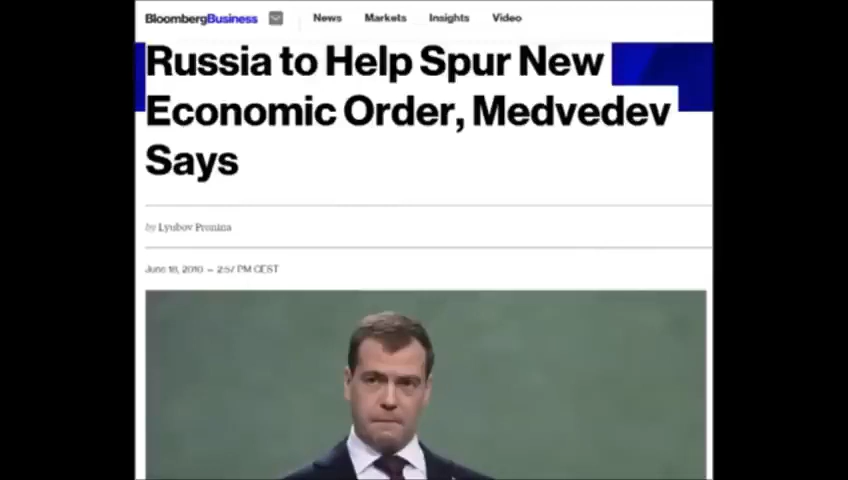 BloombergBusiness News Markets Insights Video
Russia to Help Spur New
Economic Order, Medvedev
Says
by Lyubov Pronina
June 18, 2010 — 2:57 PM CEST